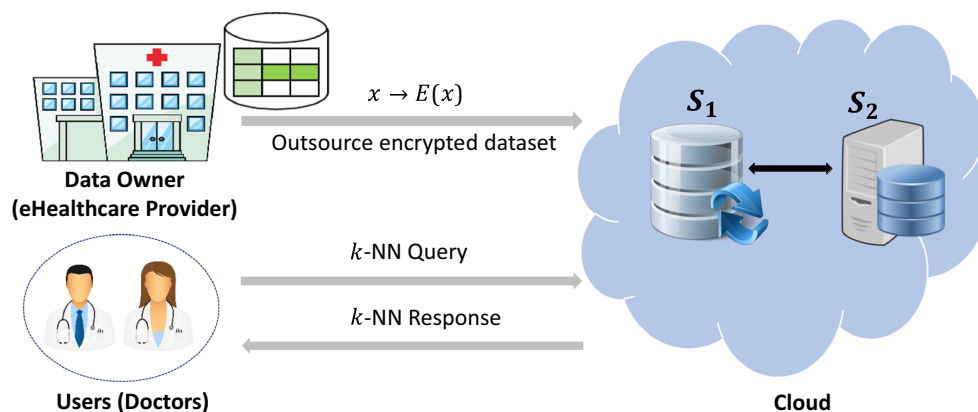 x → E(x)
Outsource encrypted dataset
S₁
S₂
Data Owner
(eHealthcare Provider)
k-NN Query
k-NN Response
Users (Doctors)
Cloud